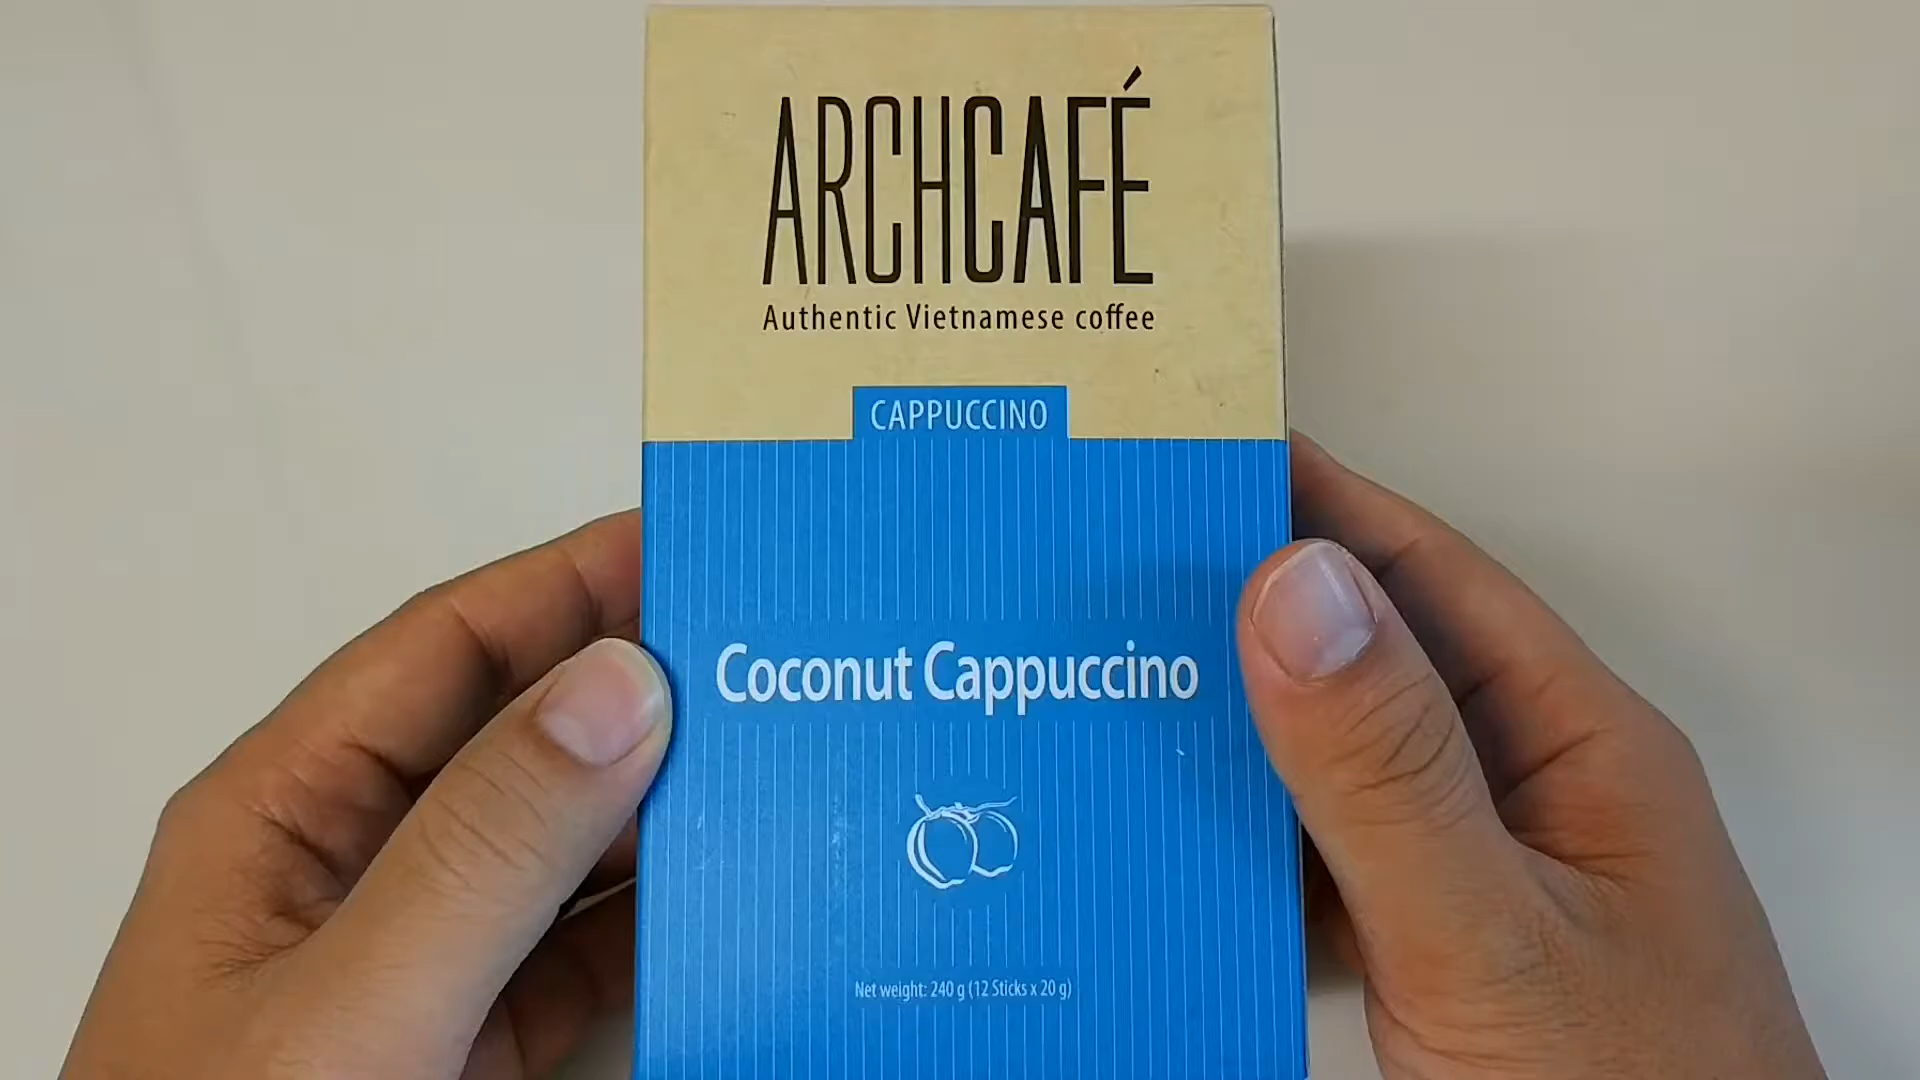 ARCHCAFÉ
Authentic Vietnamese coffee
CAPPUCCINO
Coconut Cappuccino
Net weight: 240 g (12 Sticks x 20 g)